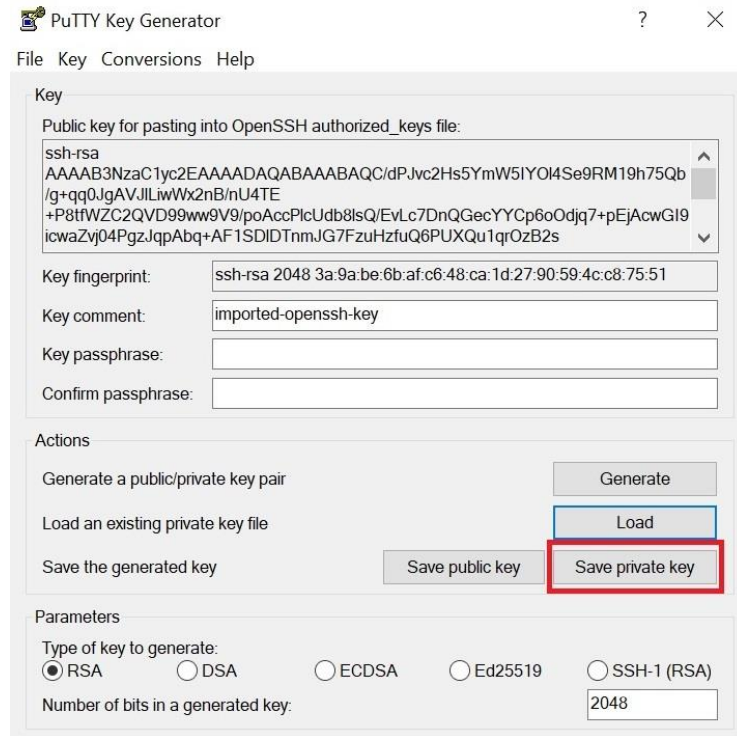 PuTTY Key Generator
?
File Key Conversions Help
Key
Public key for pasting into OpenSSH authorized_keys file:
ssh-rsa
AAAAB3NzaC1yc2EAAAADAQABAAABAQC/dPJvc2Hs5YmW5IYOl4Se9RM19h75Qb
/g+qq0JgAVJlLiwWx2nB/nU4TE
+P8tfWZC2QVD99ww9V9/poAccPlcUdb8lsQ/EvLc7DnQGecYYCp6oOdjq7+pEjAcwGI9
icwaZvj04PgzJqpAbq+AF1SDlDTnmJG7FzuHzfuQ6PUXQu1qrOzB2s
Key fingerprint: ssh-rsa 2048 3a:9a:be:6b:af:c6:48:ca:1d:27:90:59:4c:c8:75:51
Key comment: imported-openssh-key
Key passphrase:
Confirm passphrase:
Actions
Generate a public/private key pair Generate
Load an existing private key file Load
Save the generated key Save public key Save private key
Parameters
Type of key to generate:
RSA DSA ECDSA Ed25519 SSH-1 (RSA)
Number of bits in a generated key: 2048